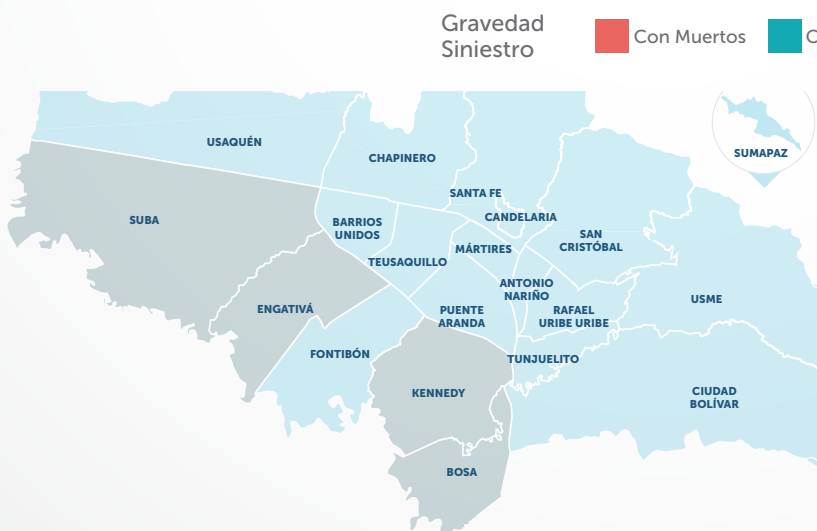 Gravedad
Siniestro
Con Muertos
USAQUÉN
CHAPINERO
SUMAPAZ
SANTA FE
SUBA
BARRIOS
UNIDOS
CANDELARIA
SAN
CRISTÓBAL
MÁRTIRES
TEUSAQUILLO
ANTONIO
NARIÑO
USME
ENGATIVÁ
PUENTE
ARANDA
RAFAEL
URIBE URIBE
FONTIBÓN
TUNJUELITO
KENNEDY
CIUDAD
BOLÍVAR
BOSA